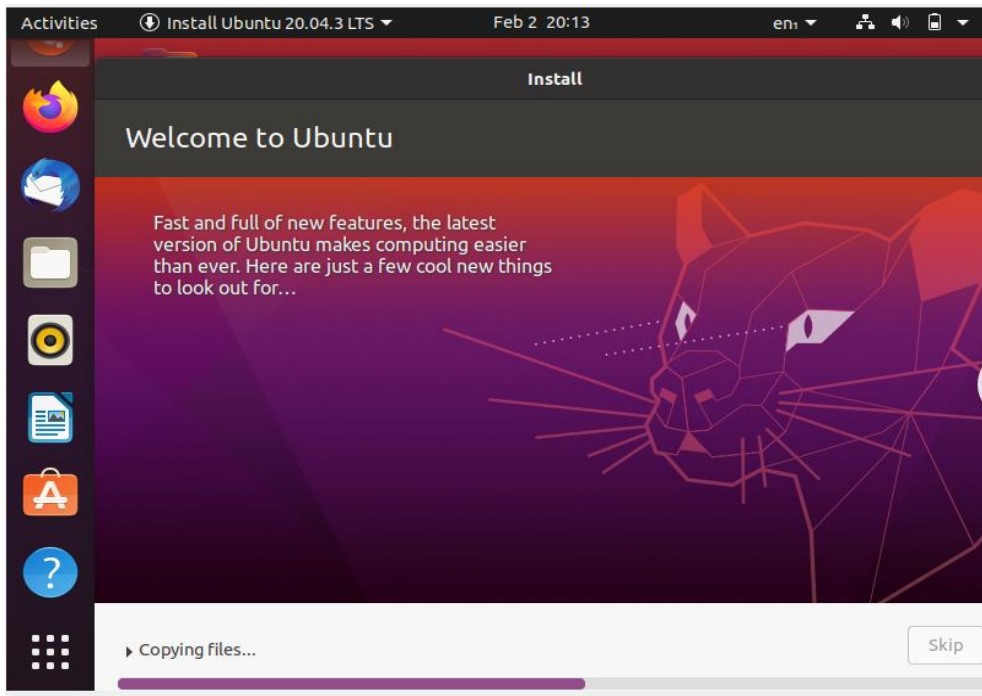 Activities Install Ubuntu 20.04.3 LTS Feb 2 20:13 en₁
Install
Welcome to Ubuntu
Fast and full of new features, the latest
version of Ubuntu makes computing easier
than ever. Here are just a few cool new things
to look out for…
Copying files...
Skip